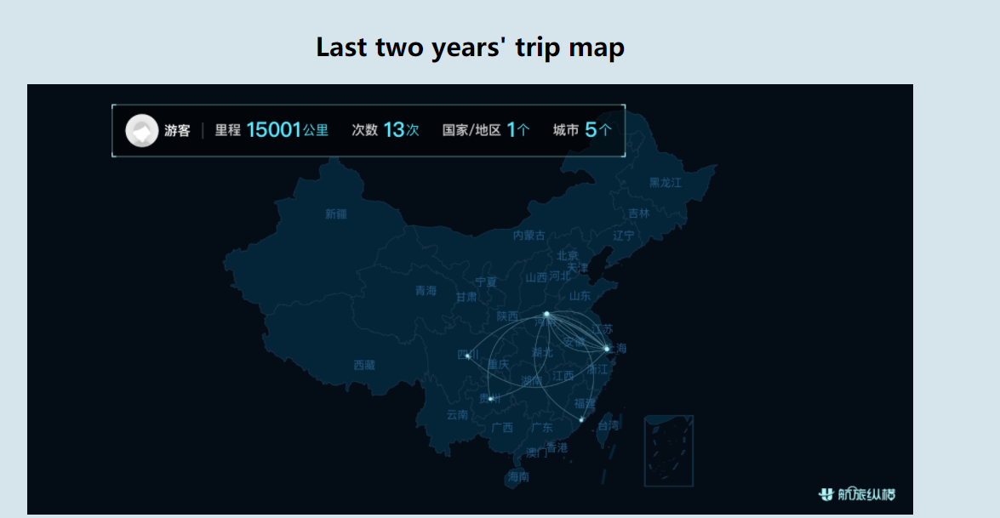 Last two years' trip map
游客 | 里程 15001公里 次数 13次 国家/地区 1个 城市 5个
黑龙江
新疆
吉林
内蒙古
辽宁
北京
天津
山西 河北
宁夏
青海
甘肃
山东
陕西
河南
江苏
安徽
上海
四川
湖北
重庆
西藏
浙江
江西
湖南
贵州
福建
云南
广西
广东
台湾
香港
澳门
海南
航旅纵横